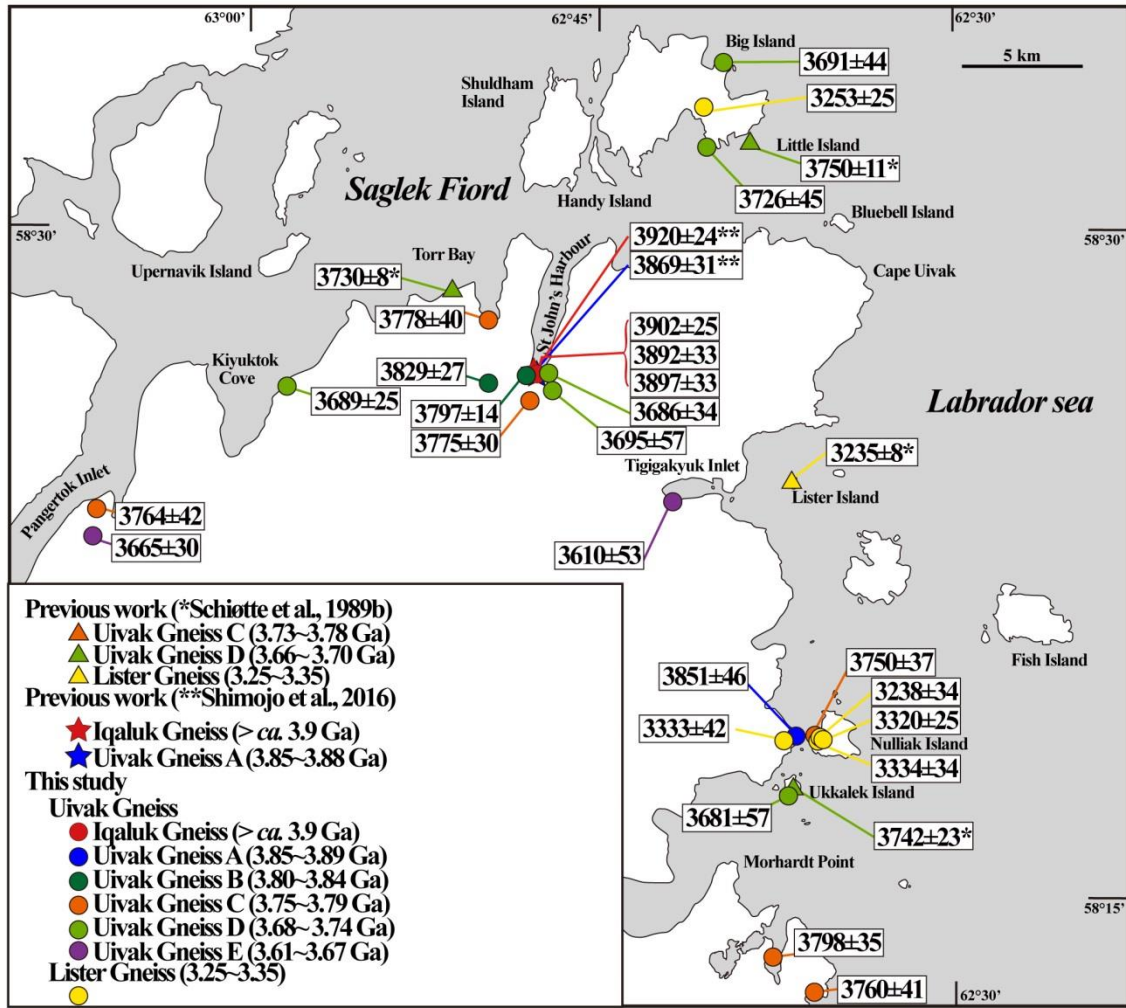 63°00'
62°45'
62°30'
Big Island
3691±44
5 km
Shuldham
Island
3253±25
Little Island
3750±11*
Saglek Fiord
Handy Island
3726±45
Bluebell Island
58°30'
58°30'
3920±24**
3869±31**
Upernavik Island
Torr Bay
St John's Harbour
Cape Uivak
3730±8*
3778±40
3902±25
3892±33
3897±33
Kiyuktok
Cove
3829±27
3689±25
3797±14
3686±34
Labrador sea
3775±30
3695±57
3235±8*
Tigigakyuk Inlet
Lister Island
Pangertok Inlet
3764±42
3665±30
3610±53
Previous work (*Schiøtte et al., 1989b)
Uivak Gneiss C (3.73~3.78 Ga)
Uivak Gneiss D (3.66~3.70 Ga)
Lister Gneiss (3.25~3.35)
Previous work (**Shimojo et al., 2016)
Iqaluk Gneiss (> ca. 3.9 Ga)
Uivak Gneiss A (3.85~3.88 Ga)
This study
Uivak Gneiss
Iqaluk Gneiss (> ca. 3.9 Ga)
Uivak Gneiss A (3.85~3.89 Ga)
Uivak Gneiss B (3.80~3.84 Ga)
Uivak Gneiss C (3.75~3.79 Ga)
Uivak Gneiss D (3.68~3.74 Ga)
Uivak Gneiss E (3.61~3.67 Ga)
Lister Gneiss (3.25~3.35)
Fish Island
3851±46
3750±37
3238±34
3333±42
3320±25
Nulliak Island
3334±34
Ukkalek Island
3681±57
3742±23*
Morhardt Point
58°15'
3798±35
3760±41
62°30'